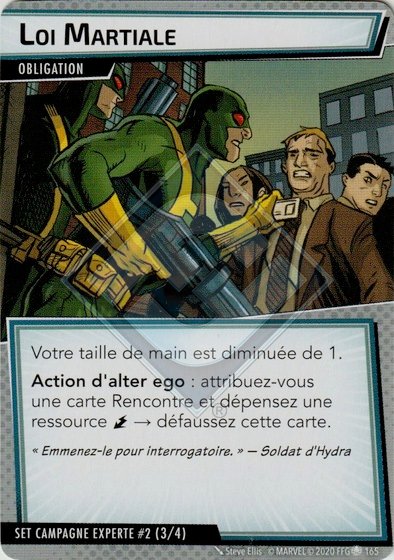 Loi Martiale
OBLIGATION
Votre taille de main est diminuée de 1.
Action d'alter ego : attribuez-vous
une carte Rencontre et dépensez une
ressource → défaussez cette carte.
« Emmenez-le pour interrogatoire. » – Soldat d'Hydra
SET CAMPAGNE EXPERTE #2 (3/4)
Steve Ellis © MARVEL © 2020 FFG 165